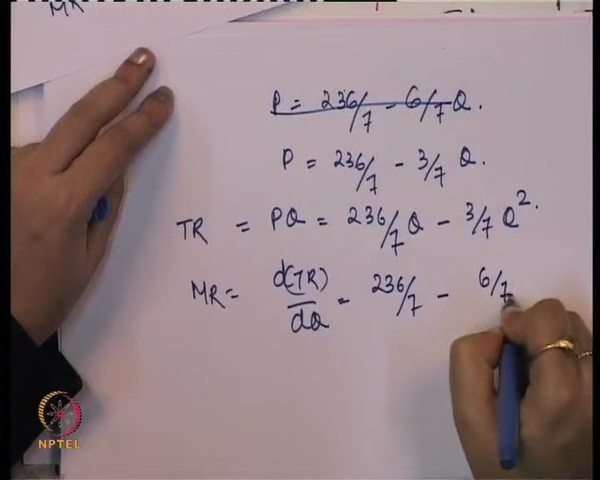 MR
P = 236/7 - 6/7 Q.
P = 236/7 - 3/7 Q.
TR = PQ = 236/7 Q - 3/7 Q².
MR = d(TR)/dQ = 236/7 - 6/7
NPTEL